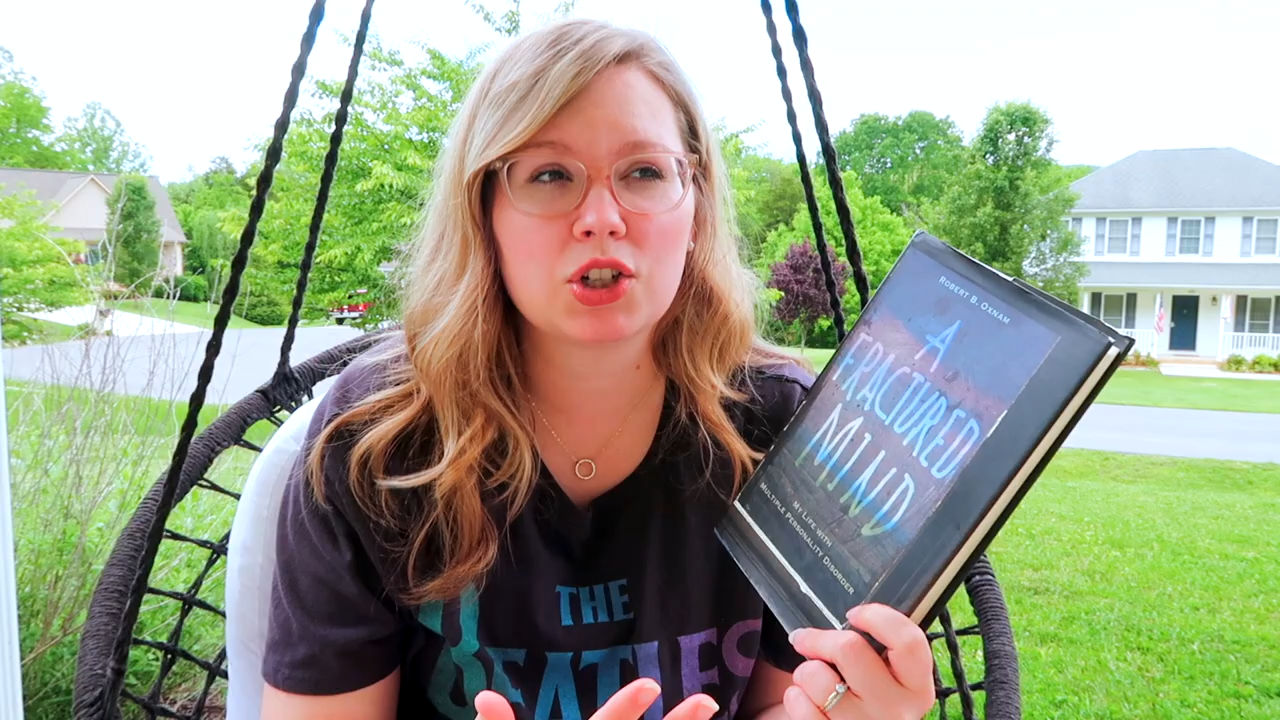 ROBERT B. OXNAM
A
FRACTURED
MIND
MY LIFE WITH
MULTIPLE PERSONALITY DISORDER
THE
BEATLES